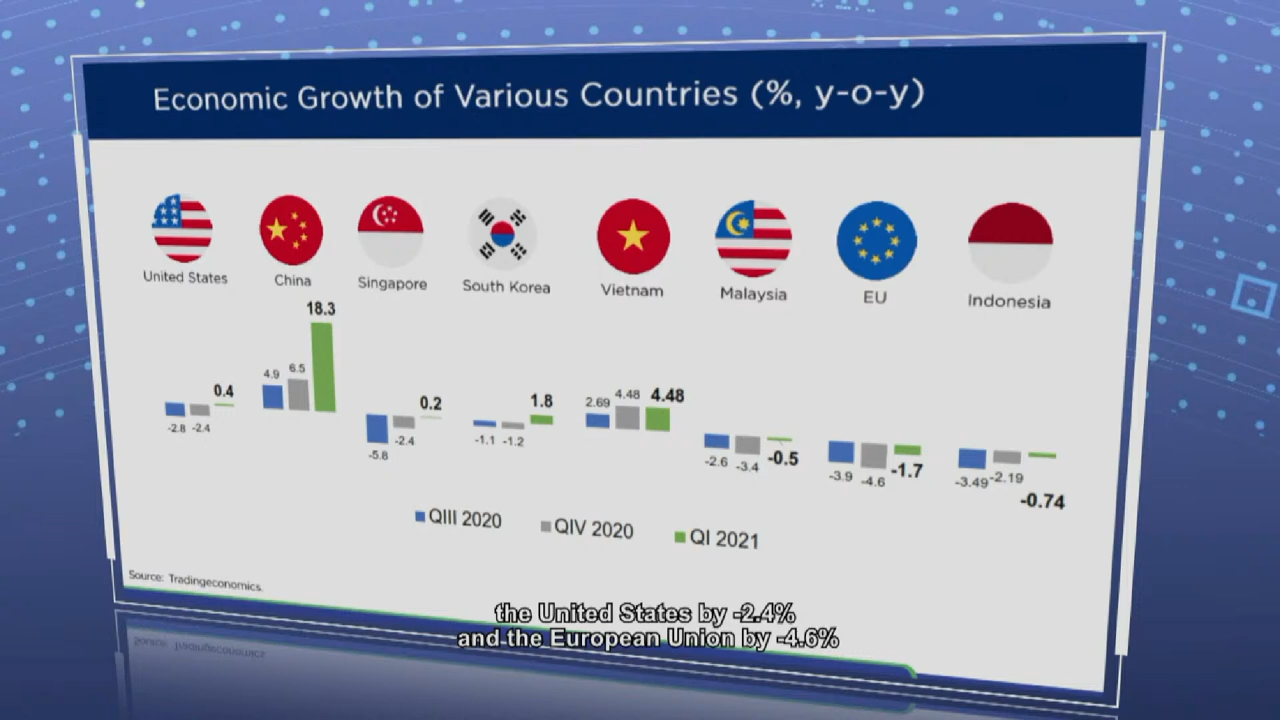 Economic Growth of Various Countries (%, y-o-y)
United States
China
Singapore
South Korea
Vietnam
Malaysia
EU
Indonesia
-2.8 -2.4 0.4
4.9 6.5 18.3
-5.8 -2.4 0.2
-1.1 -1.2 1.8
2.69 4.48 4.48
-2.6 -3.4 -0.5
-3.9 -4.6 -1.7
-3.49 -2.19 -0.74
QIII 2020 QIV 2020 QI 2021
Source: Tradingeconomics.
the United States by -2.4%
and the European Union by -4.6%